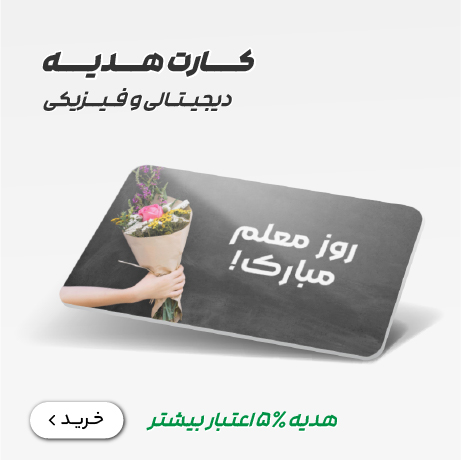 کارت هدیه
دیجیتالی و فیزیکی
روز معلم
مبارک!
هدیه ۵% اعتبار بیشتر
خرید